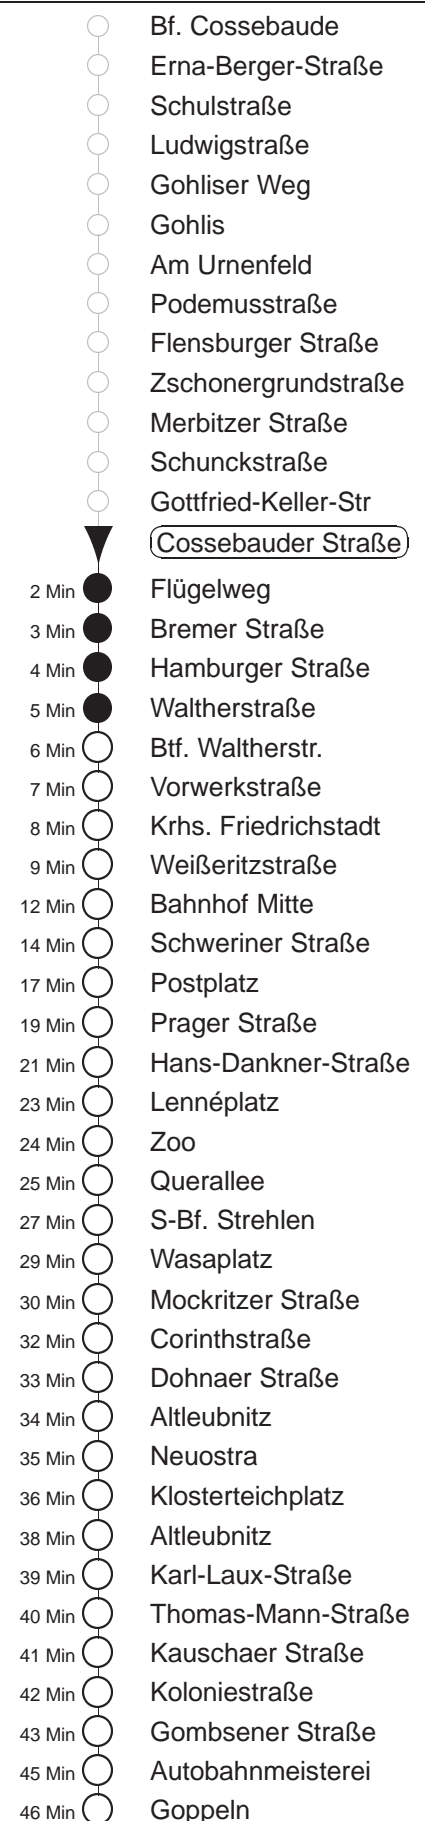 Bf. Cossebaude
Erna-Berger-Straße
Schulstraße
Ludwigstraße
Gohliser Weg
Gohlis
Am Urnenfeld
Podemusstraße
Flensburger Straße
Zschonergrundstraße
Merbitzer Straße
Schunckstraße
Gottfried-Keller-Str
Cossebauder Straße
2 Min Flügelweg
3 Min Bremer Straße
4 Min Hamburger Straße
5 Min Waltherstraße
6 Min Btf. Waltherstr.
7 Min Vorwerkstraße
8 Min Krhs. Friedrichstadt
9 Min Weißeritzstraße
12 Min Bahnhof Mitte
14 Min Schweriner Straße
17 Min Postplatz
19 Min Prager Straße
21 Min Hans-Dankner-Straße
23 Min Lennéplatz
24 Min Zoo
25 Min Querallee
27 Min S-Bf. Strehlen
29 Min Wasaplatz
30 Min Mockritzer Straße
32 Min Corinthstraße
33 Min Dohnaer Straße
34 Min Altleubnitz
35 Min Neuostra
36 Min Klosterteichplatz
38 Min Altleubnitz
39 Min Karl-Laux-Straße
40 Min Thomas-Mann-Straße
41 Min Kauschaer Straße
42 Min Koloniestraße
43 Min Gombsener Straße
45 Min Autobahnmeisterei
46 Min Goppeln